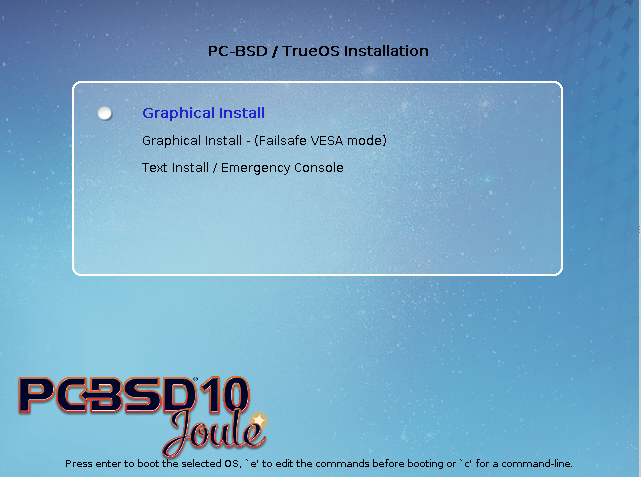 PC-BSD / TrueOS Installation
Graphical Install
Graphical Install - (Failsafe VESA mode)
Text Install / Emergency Console
PCBSD® 10
Joule
Press enter to boot the selected OS, `e' to edit the commands before booting or `c' for a command-line.